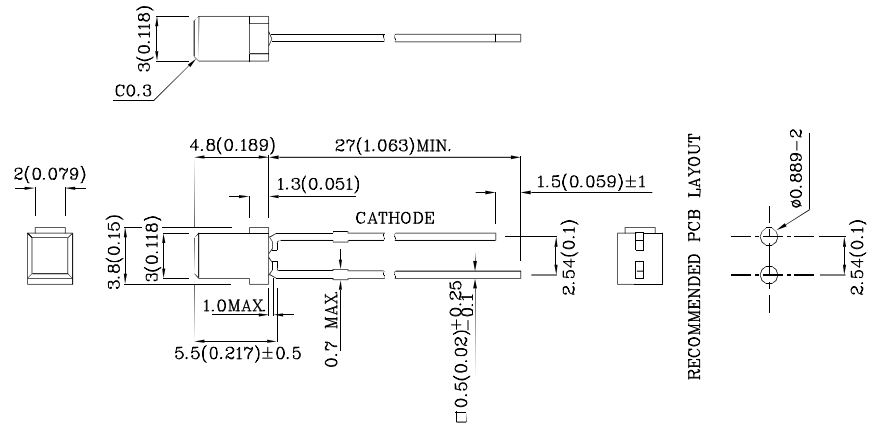 3(0.118)
C0.3
4.8(0.189)
27(1.063)MIN.
2(0.079)
1.3(0.051)
1.5(0.059)±1
CATHODE
3.8(0.15)
3(0.118)
2.54(0.1)
1.0MAX.
0.7 MAX.
5.5(0.217)±0.5
□0.5(0.02)+0.25
-0.1
RECOMMENDED PCB LAYOUT
ø0.889-2
2.54(0.1)